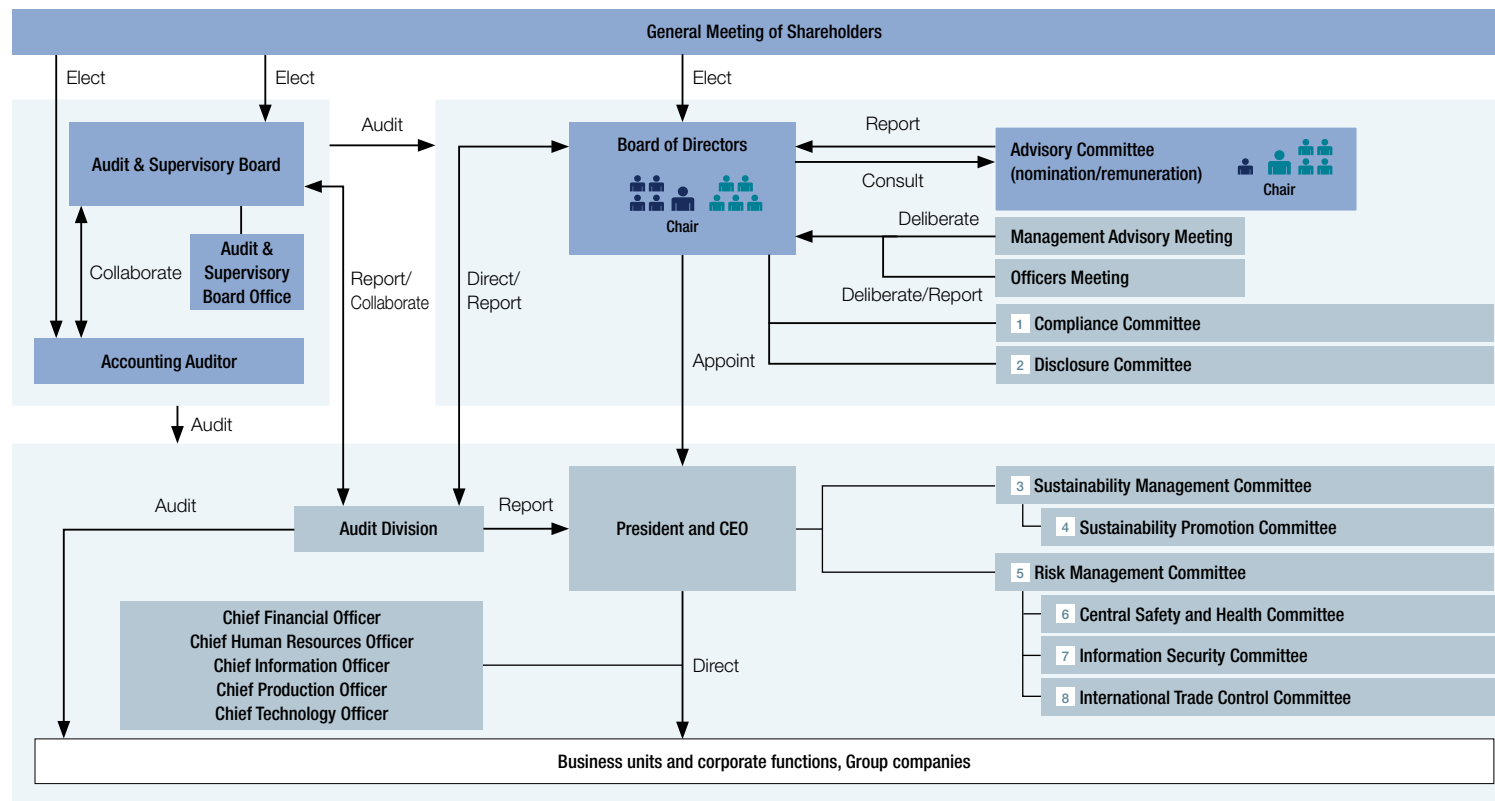 General Meeting of Shareholders
Elect
Elect
Elect
Audit & Supervisory Board
Audit
Board of Directors
Chair
Report
Consult
Advisory Committee
(nomination/remuneration)
Chair
Deliberate
Management Advisory Meeting
Officers Meeting
Deliberate/Report
1 Compliance Committee
2 Disclosure Committee
Audit &
Supervisory
Board Office
Collaborate
Report/
Collaborate
Direct/
Report
Accounting Auditor
Appoint
Audit
Audit
Audit Division
Report
President and CEO
3 Sustainability Management Committee
4 Sustainability Promotion Committee
5 Risk Management Committee
6 Central Safety and Health Committee
7 Information Security Committee
8 International Trade Control Committee
Chief Financial Officer
Chief Human Resources Officer
Chief Information Officer
Chief Production Officer
Chief Technology Officer
Direct
Business units and corporate functions, Group companies